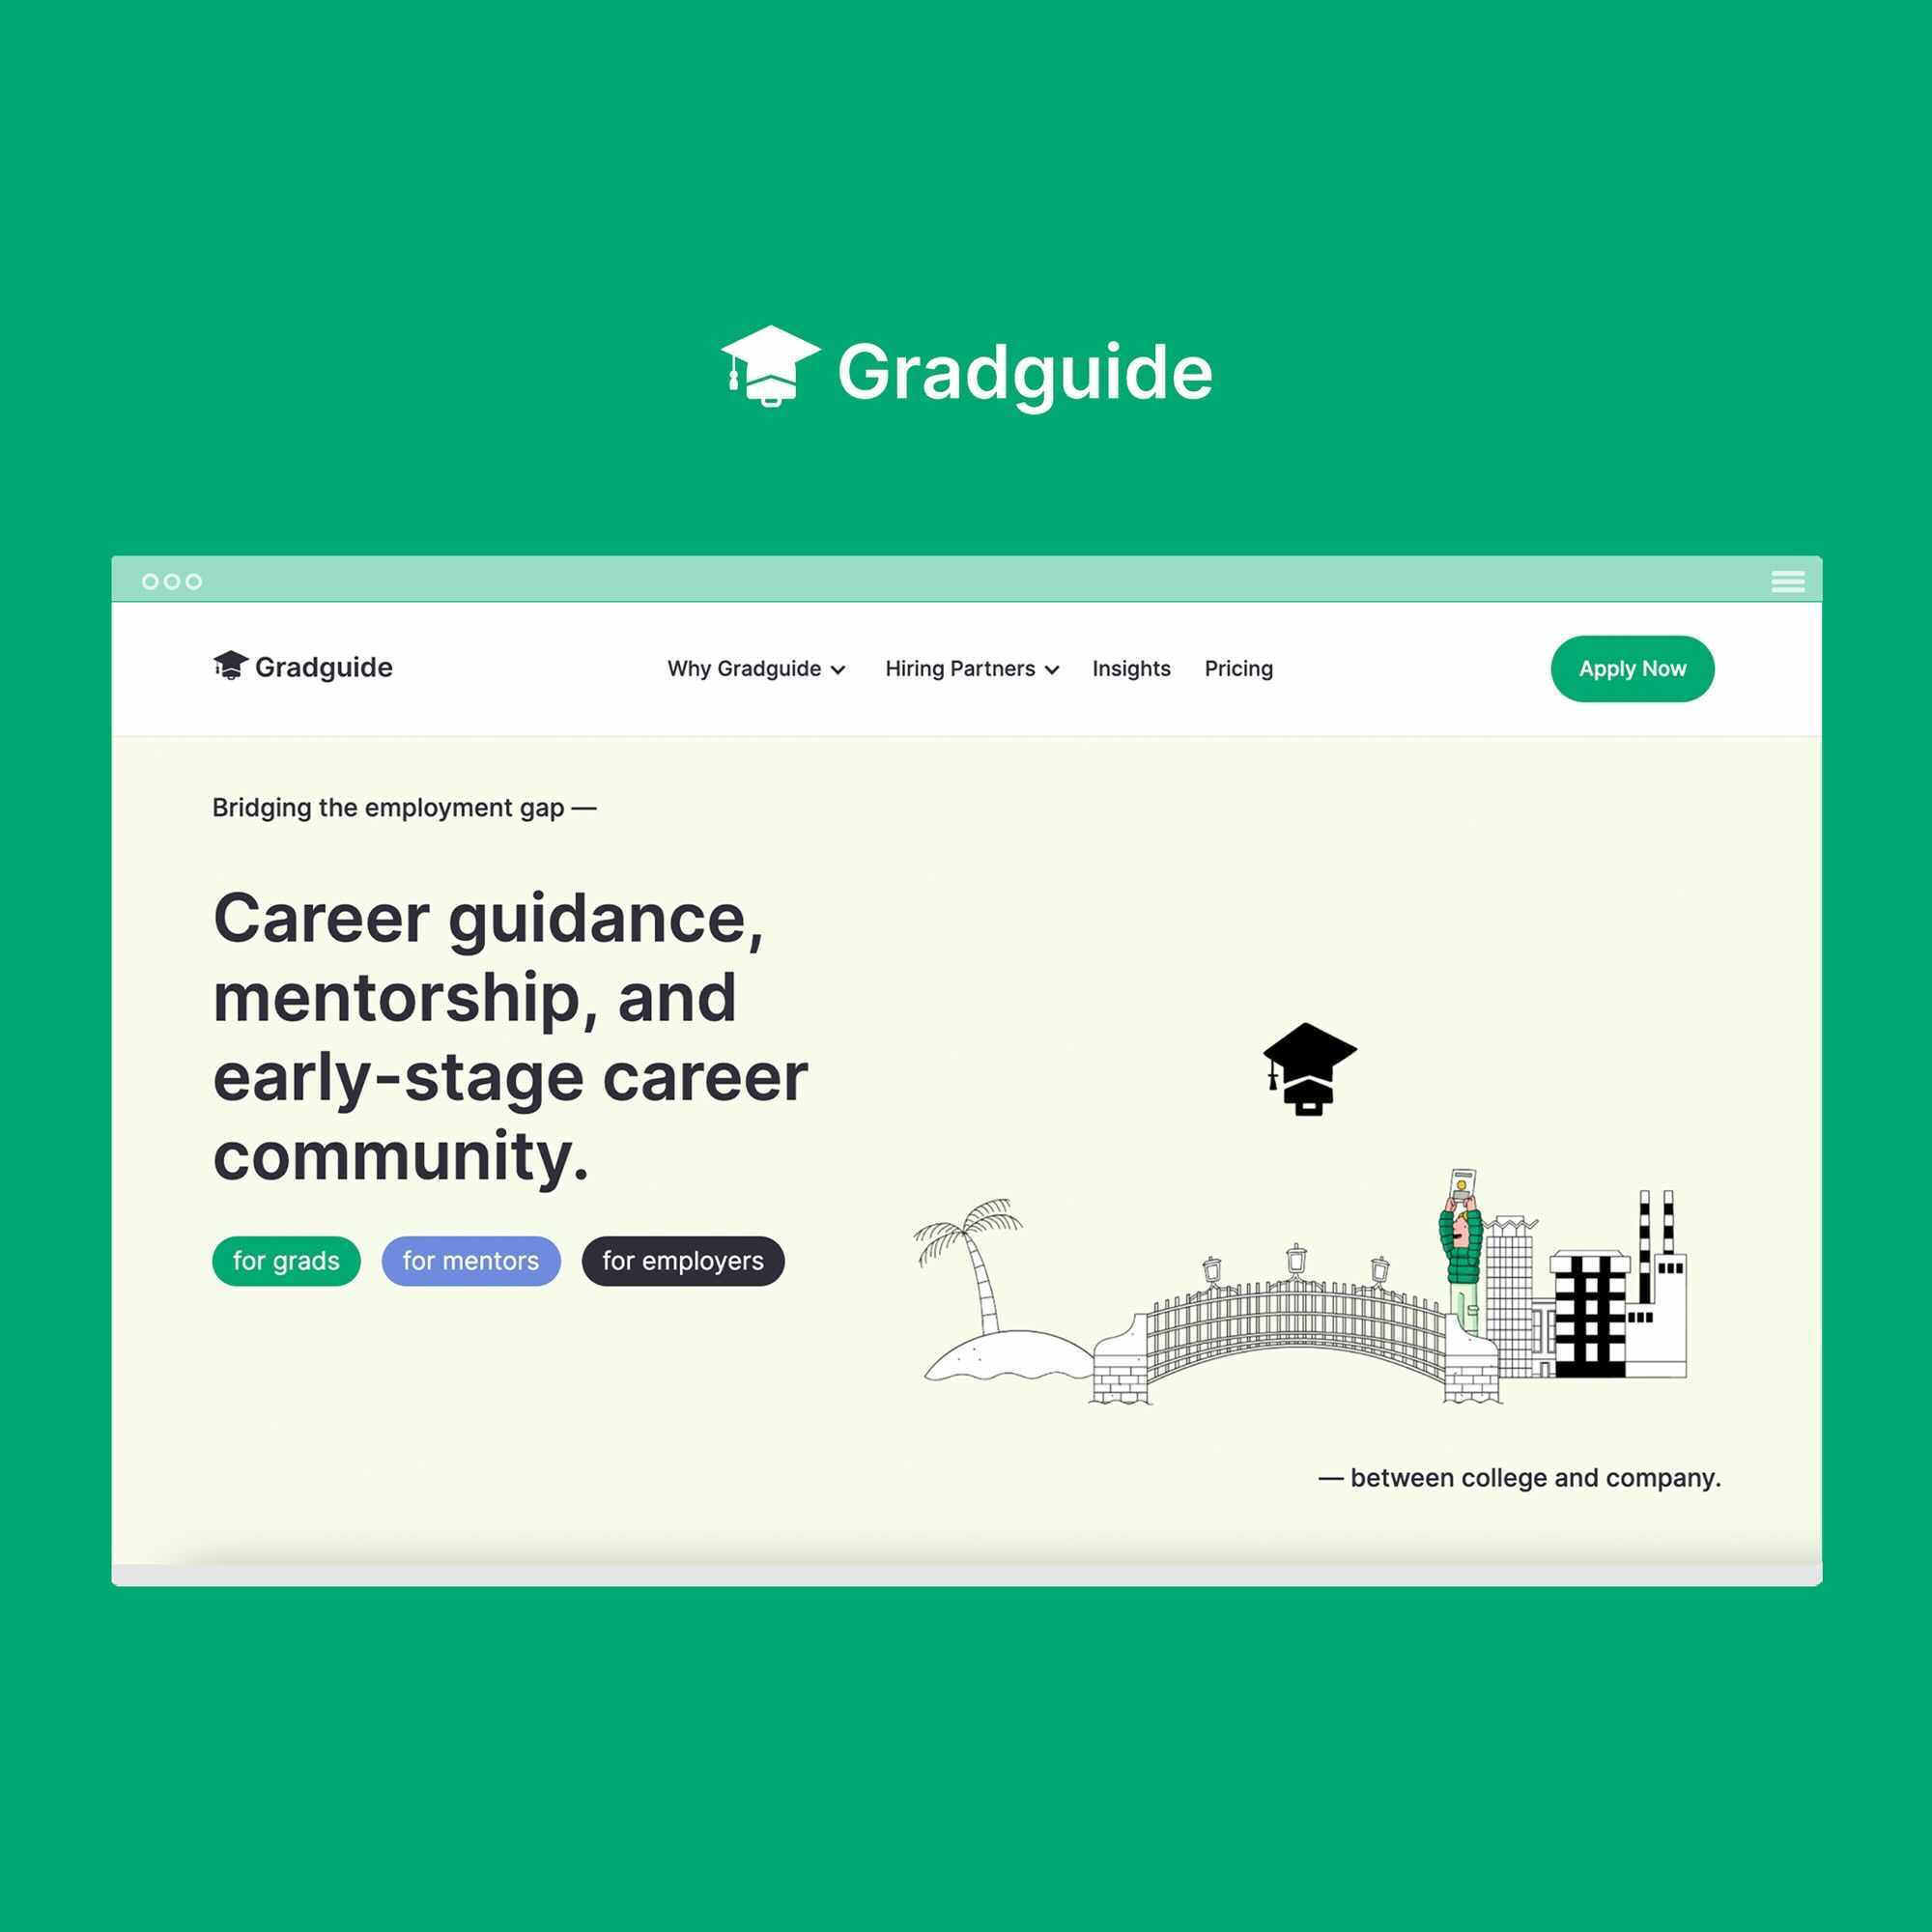 Gradguide
Gradguide
Why Gradguide
Hiring Partners
Insights
Pricing
Apply Now
Bridging the employment gap —
Career guidance,
mentorship, and
early-stage career
community.
for grads
for mentors
for employers
— between college and company.